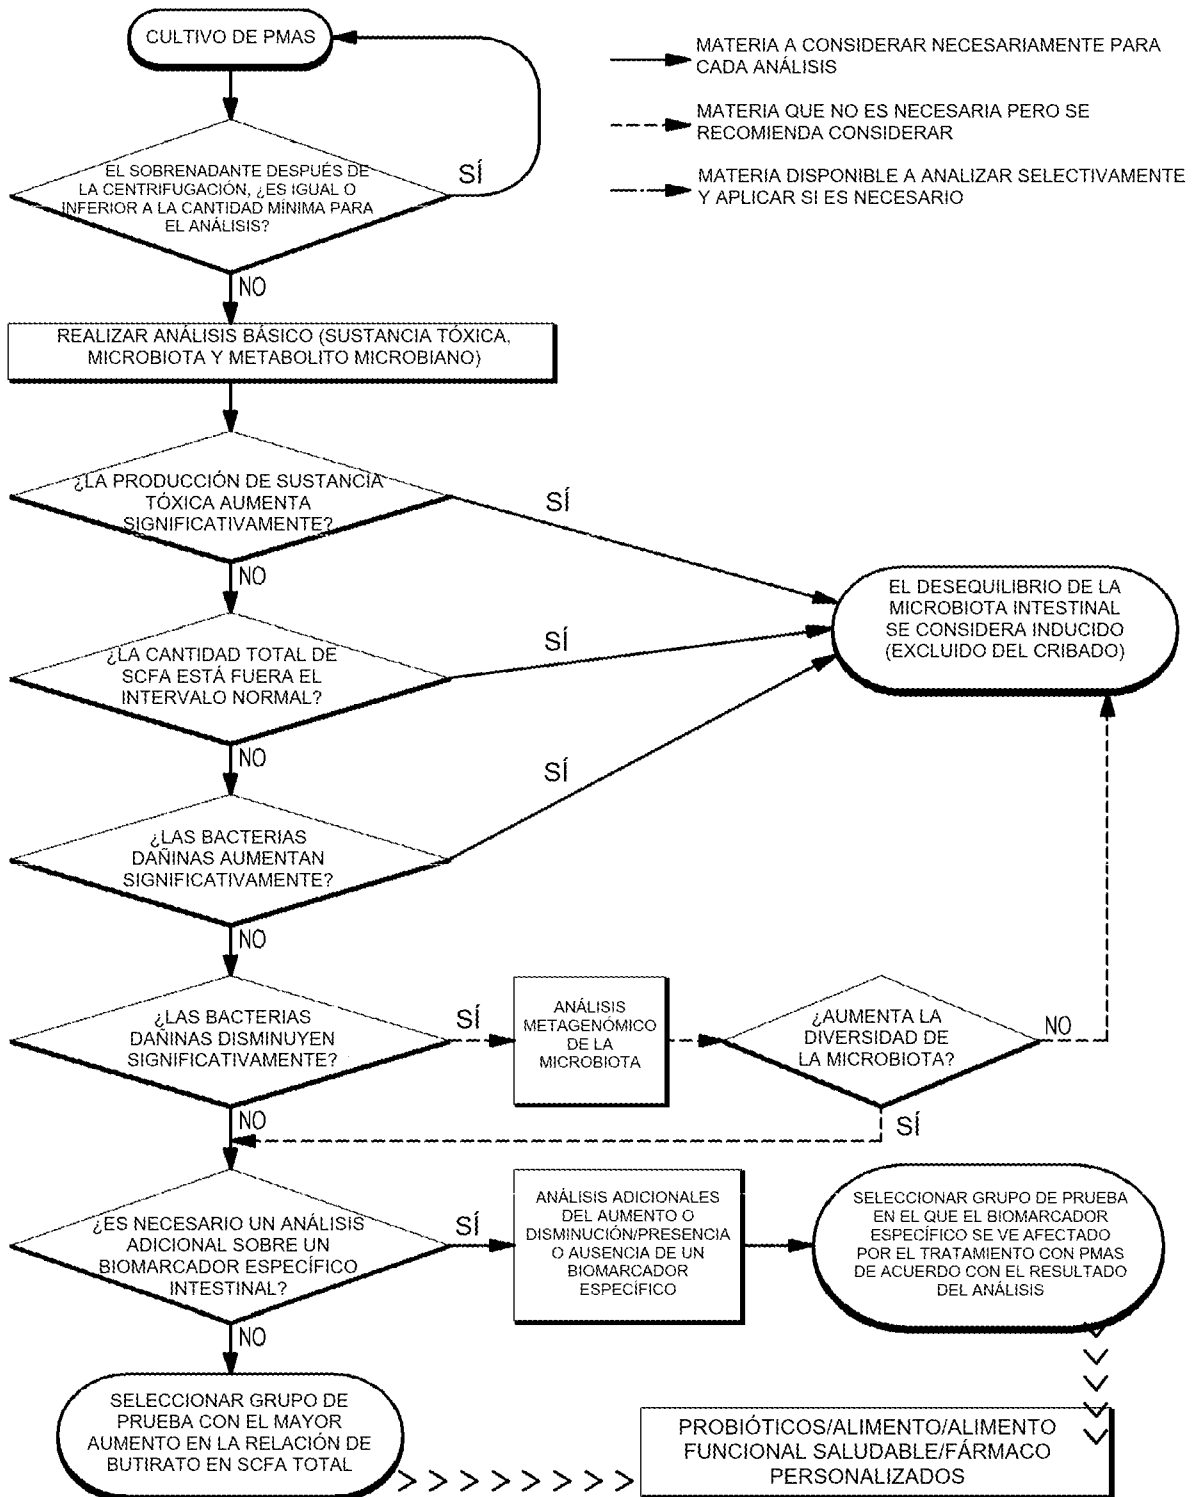 CULTIVO DE PMAS
MATERIA A CONSIDERAR NECESARIAMENTE PARA
CADA ANÁLISIS
MATERIA QUE NO ES NECESARIA PERO SE
RECOMIENDA CONSIDERAR
MATERIA DISPONIBLE A ANALIZAR SELECTIVAMENTE
Y APLICAR SI ES NECESARIO
EL SOBRENADANTE DESPUÉS DE
LA CENTRIFUGACIÓN, ¿ES IGUAL O
INFERIOR A LA CANTIDAD MÍNIMA PARA
EL ANÁLISIS?
SÍ
NO
REALIZAR ANÁLISIS BÁSICO (SUSTANCIA TÓXICA,
MICROBIOTA Y METABOLITO MICROBIANO)
¿LA PRODUCCIÓN DE SUSTANCIA
TÓXICA AUMENTA
SIGNIFICATIVAMENTE?
SÍ
NO
EL DESEQUILIBRIO DE LA
MICROBIOTA INTESTINAL
SE CONSIDERA INDUCIDO
(EXCLUIDO DEL CRIBADO)
¿LA CANTIDAD TOTAL DE
SCFA ESTÁ FUERA EL
INTERVALO NORMAL?
SÍ
NO
¿LAS BACTERIAS
DAÑINAS AUMENTAN
SIGNIFICATIVAMENTE?
SÍ
NO
¿LAS BACTERIAS
DAÑINAS DISMINUYEN
SIGNIFICATIVAMENTE?
SÍ
NO
ANÁLISIS
METAGENÓMICO
DE LA
MICROBIOTA
¿AUMENTA LA
DIVERSIDAD DE
LA MICROBIOTA?
NO
SÍ
¿ES NECESARIO UN ANÁLISIS
ADICIONAL SOBRE UN
BIOMARCADOR ESPECÍFICO
INTESTINAL?
SÍ
NO
ANÁLISIS ADICIONALES
DEL AUMENTO O
DISMINUCIÓN/PRESENCIA
O AUSENCIA DE UN
BIOMARCADOR
ESPECÍFICO
SELECCIONAR GRUPO DE PRUEBA
EN EL QUE EL BIOMARCADOR
ESPECÍFICO SE VE AFECTADO
POR EL TRATAMIENTO CON PMAS
DE ACUERDO CON EL RESULTADO
DEL ANÁLISIS
SELECCIONAR GRUPO DE
PRUEBA CON EL MAYOR
AUMENTO EN LA RELACIÓN DE
BUTIRATO EN SCFA TOTAL
PROBIÓTICOS/ALIMENTO/ALIMENTO
FUNCIONAL SALUDABLE/FÁRMACO
PERSONALIZADOS